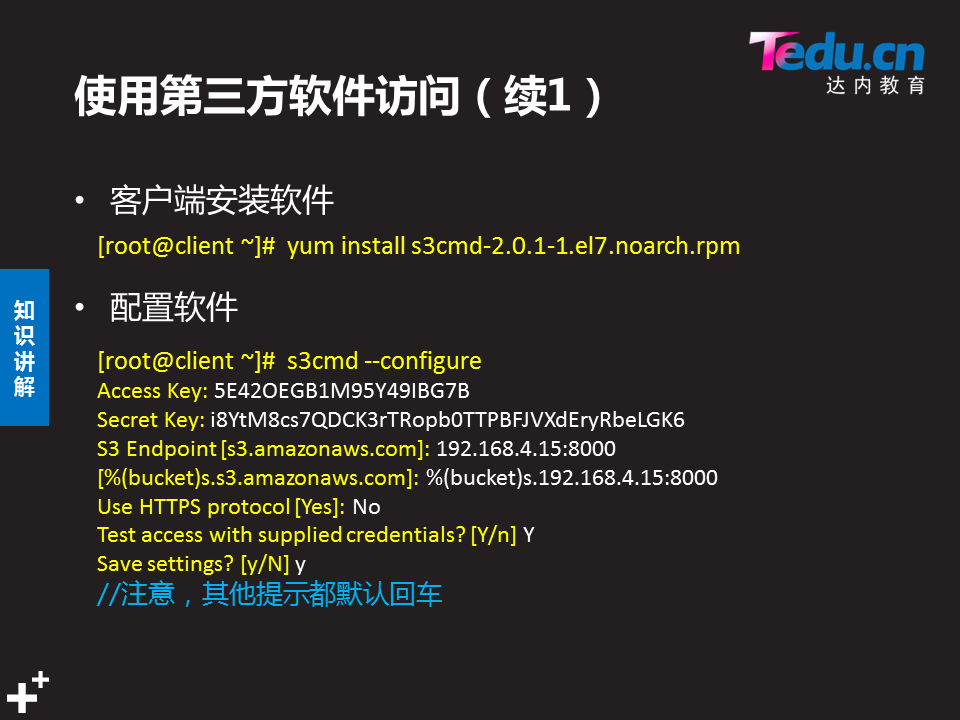 Tedu.cn
达内教育
使用第三方软件访问（续1）
• 客户端安装软件
[root@client ~]# yum install s3cmd-2.0.1-1.el7.noarch.rpm
• 配置软件
[root@client ~]# s3cmd --configure
Access Key: 5E42OEGB1M95Y49IBG7B
Secret Key: i8YtM8cs7QDCK3rTRopb0TTPBFJVXdEryRbeLGK6
S3 Endpoint [s3.amazonaws.com]: 192.168.4.15:8000
[%(bucket)s.s3.amazonaws.com]: %(bucket)s.192.168.4.15:8000
Use HTTPS protocol [Yes]: No
Test access with supplied credentials? [Y/n] Y
Save settings? [y/N] y
//注意，其他提示都默认回车
知
识
讲
解